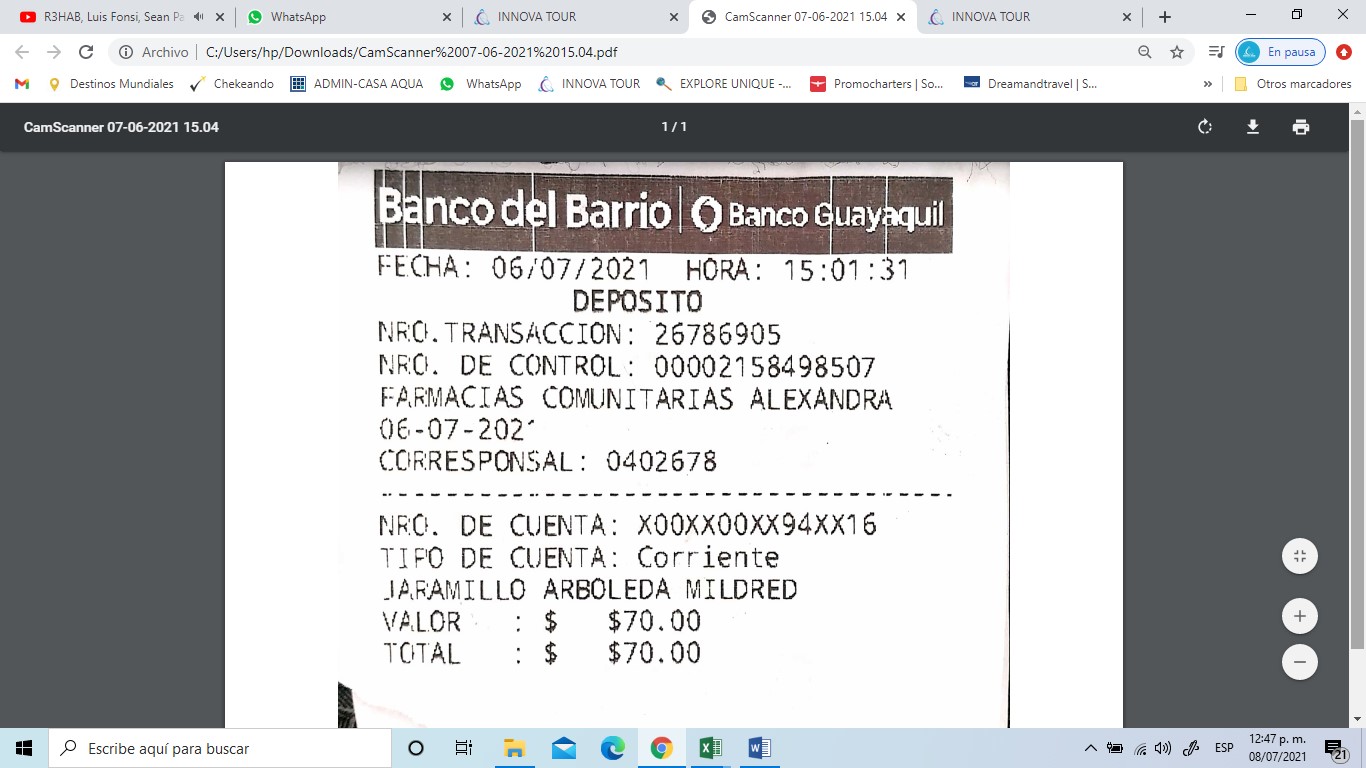 R3HAB, Luis Fonsi, Sean Pa
WhatsApp
INNOVA TOUR
CamScanner 07-06-2021 15.04
INNOVA TOUR
Archivo | C:/Users/hp/Downloads/CamScanner%2007-06-2021%2015.04.pdf
En pausa
Destinos Mundiales
Chekeando
ADMIN-CASA AQUA
WhatsApp
INNOVA TOUR
EXPLORE UNIQUE -...
Promocharters | So...
Dreamandtravel | S...
»
Otros marcadores
CamScanner 07-06-2021 15.04
1 / 1
Banco del Barrio | Banco Guayaquil
FECHA: 06/07/2021 HORA: 15:01:31
DEPOSITO
NRO.TRANSACCION: 26786905
NRO. DE CONTROL: 00002158498507
FARMACIAS COMUNITARIAS ALEXANDRA
06-07-2021
CORRESPONSAL: 0402678
------------------------------------
NRO. DE CUENTA: X00XX00XX94XX16
TIPO DE CUENTA: Corriente
JARAMILLO ARBOLEDA MILDRED
VALOR : $ $70.00
TOTAL : $ $70.00
Escribe aquí para buscar
ESP
12:47 p. m.
08/07/2021
21